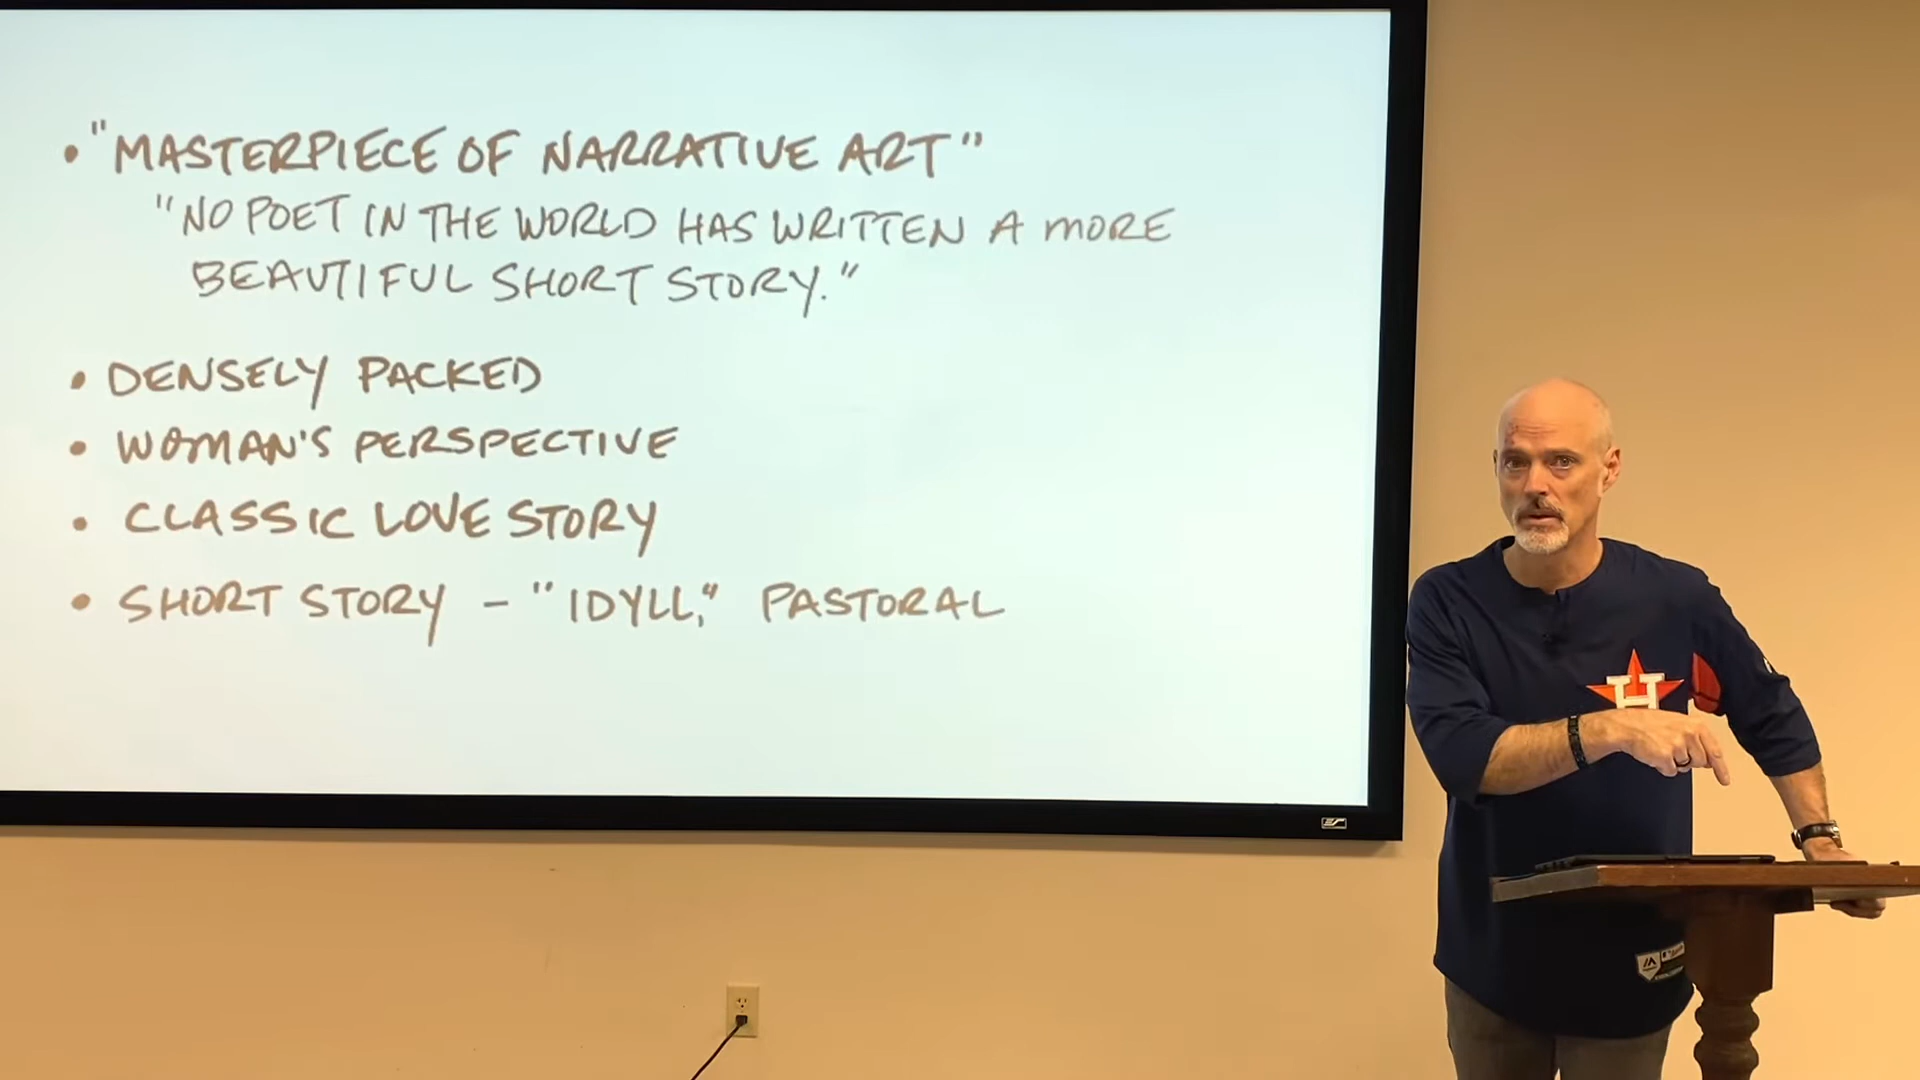 • "MASTERPIECE OF NARRATIVE ART"
"NO POET IN THE WORLD HAS WRITTEN A MORE
BEAUTIFUL SHORT STORY."
• DENSELY PACKED
• WOMAN'S PERSPECTIVE
• CLASSIC LOVE STORY
• SHORT STORY - "IDYLL," PASTORAL
H